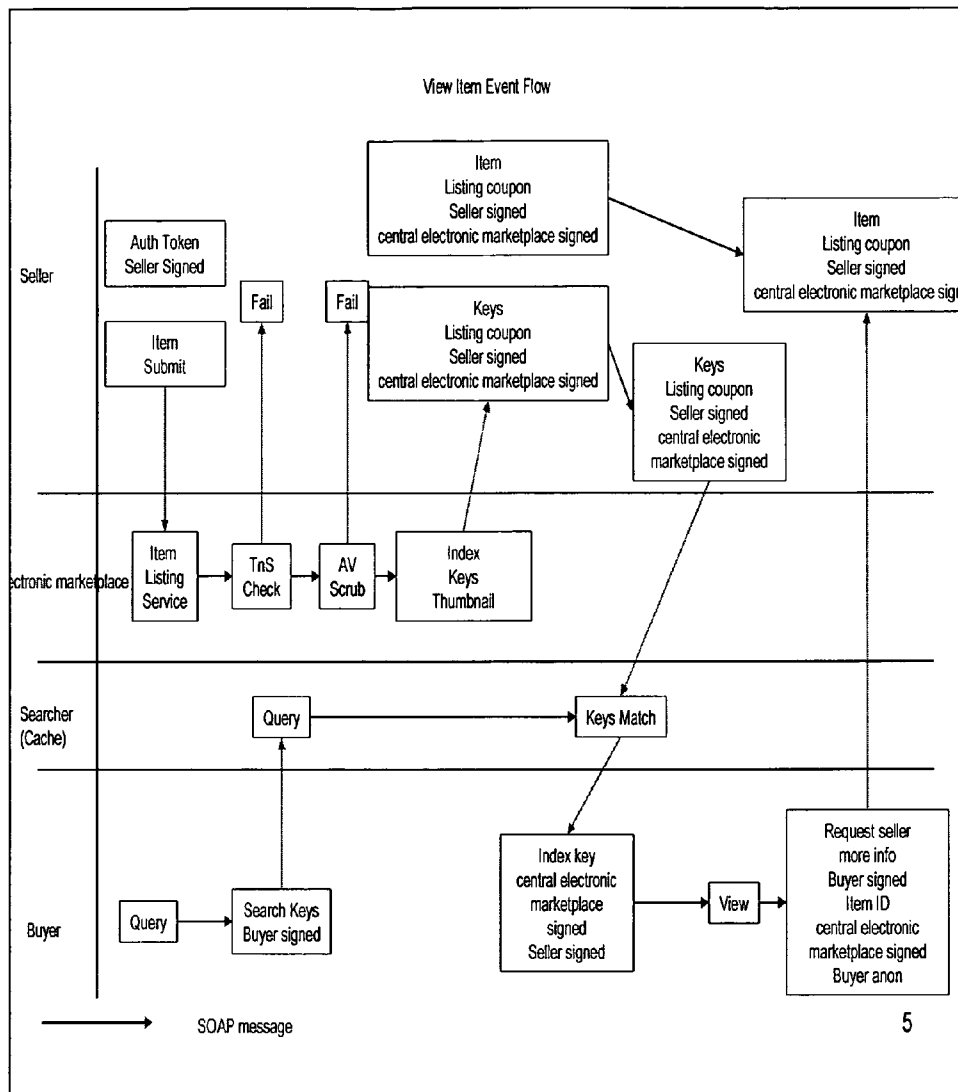 View Item Event Flow
Item
Listing coupon
Seller signed
central electronic marketplace signed
Item
Listing coupon
Seller signed
central electronic marketplace sign
Auth Token
Seller Signed
Seller
Fail
Fail
Keys
Listing coupon
Seller signed
central electronic marketplace signed
Item
Submit
Keys
Listing coupon
Seller signed
central electronic
marketplace signed
ectronic marketplace
Item
Listing
Service
TnS
Check
AV
Scrub
Index
Keys
Thumbnail
Searcher
(Cache)
Query
Keys Match
Buyer
Query
Search Keys
Buyer signed
Index key
central electronic
marketplace
signed
Seller signed
View
Request seller
more info
Buyer signed
Item ID
central electronic
marketplace signed
Buyer anon
SOAP message
5